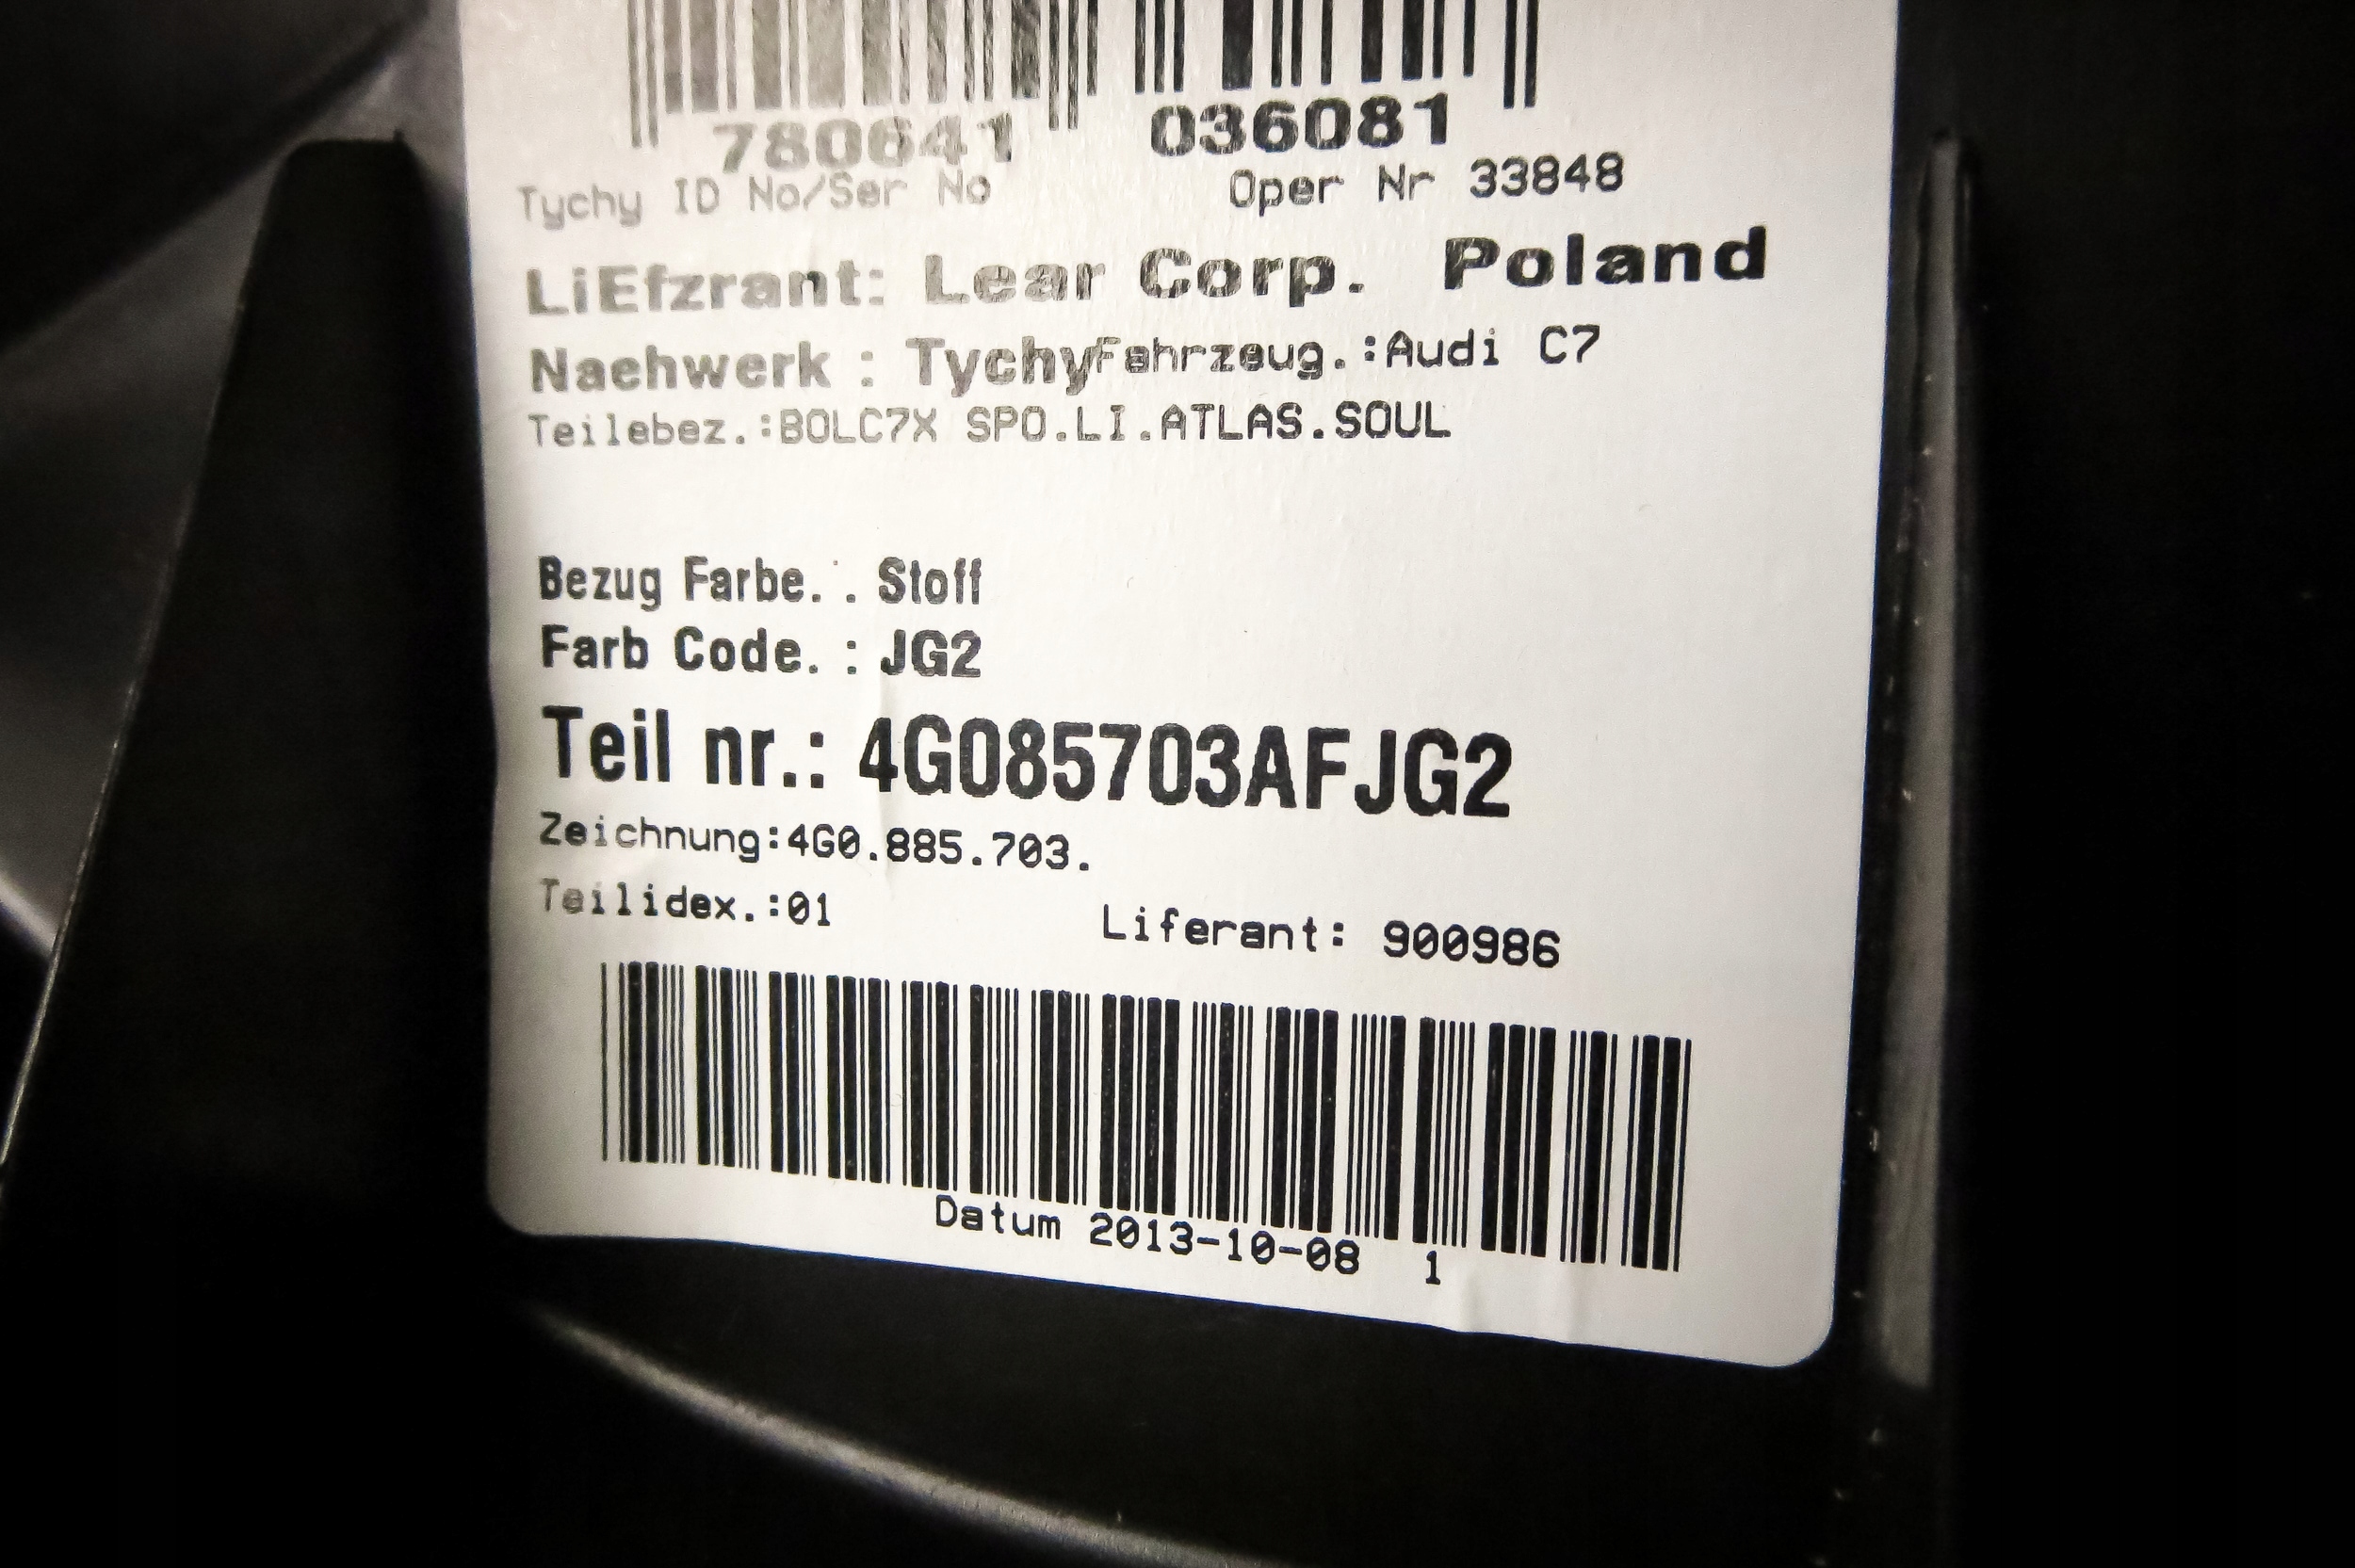 780641 036081
Tychy ID No/Ser No Oper Nr 33848
LiEfzrant: Lear Corp. Poland
Naehwerk : Tychy Fahrzeug.:Audi C7
Teilebez.:BOLC7X SPO.LI.ATLAS.SOUL
Bezug Farbe. . Stoff
Farb Code. : JG2
Teil nr.: 4G085703AFJG2
Zeichnung:4G0.885.703.
Teilidex.:01 Liferant: 900986
Datum 2013-10-08 1